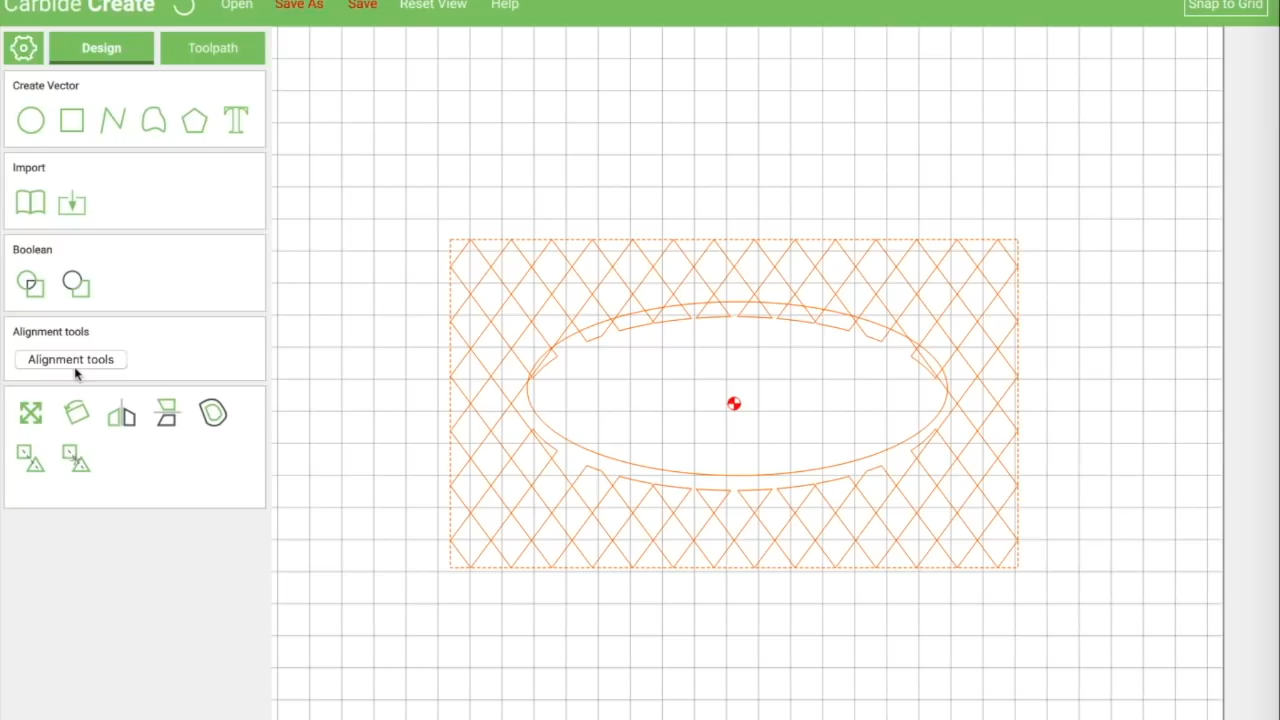 Carbide Create Open Save As Save Reset View Help Snap to Grid
Design Toolpath
Create Vector
Import
Boolean
Alignment tools
Alignment tools